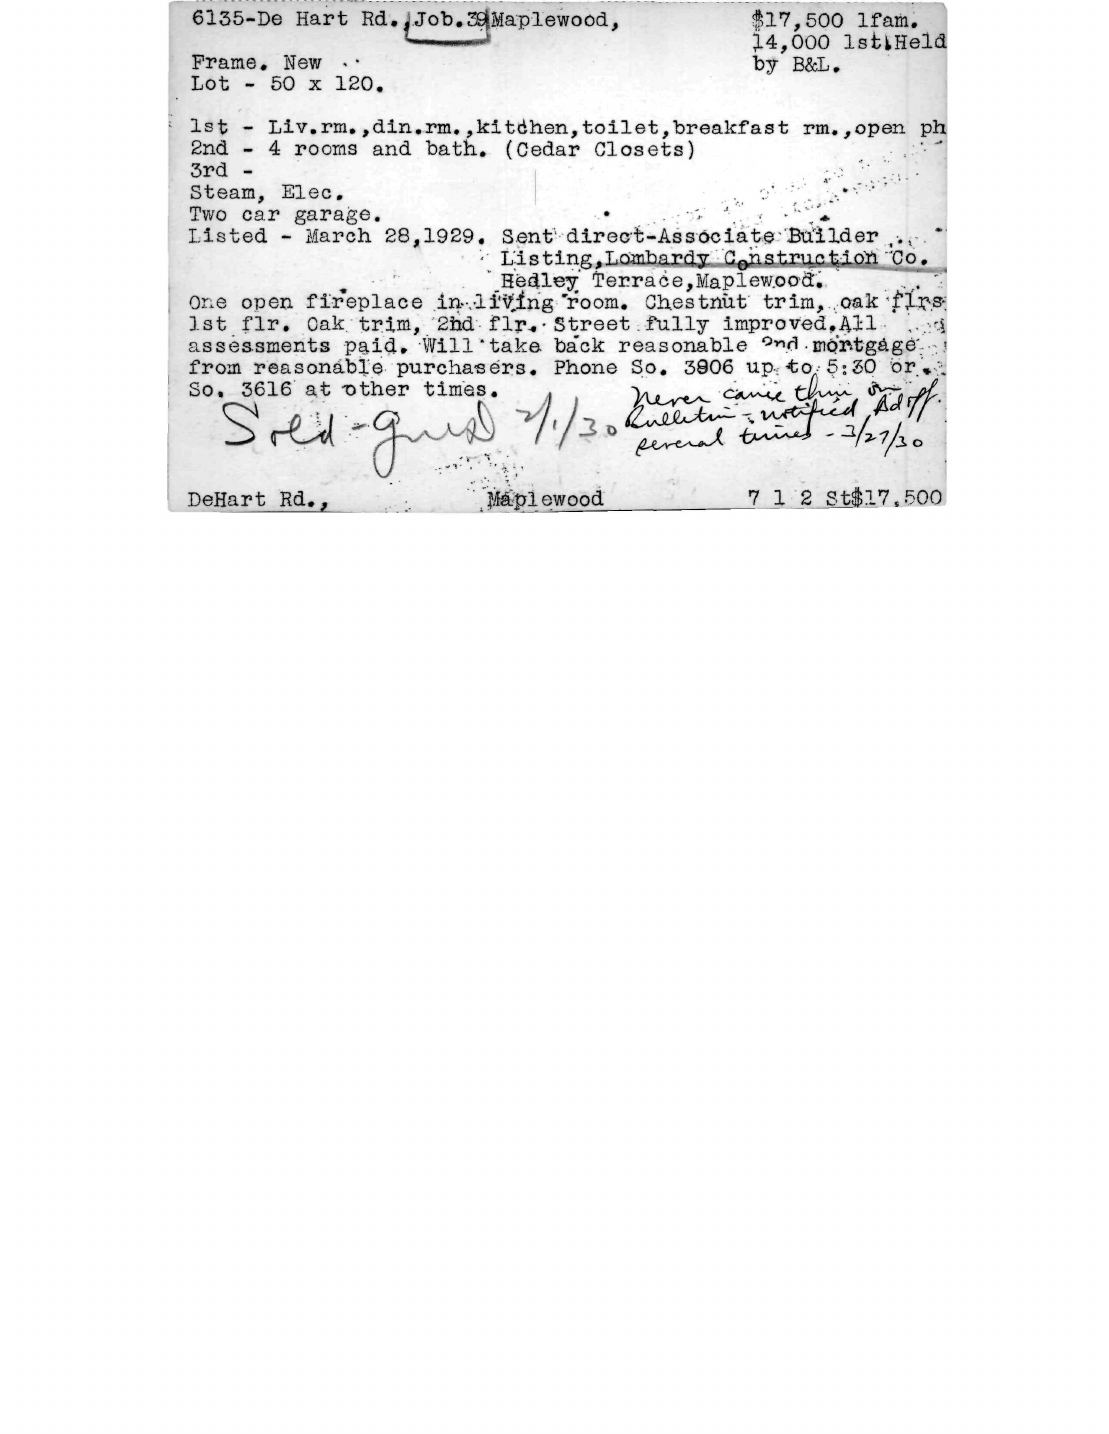 6135-De Hart Rd., Job.39 Maplewood, $17,500 1fam.
14,000 1st.Held
Frame. New by B&L.
Lot - 50 x 120.
1st - Liv.rm.,din.rm.,kitchen,toilet,breakfast rm.,open ph
2nd - 4 rooms and bath. (Cedar Closets)
3rd -
Steam, Elec.
Two car garage.
Listed - March 28,1929. Sent direct-Associate Builder
Listing,Lombardy Construction Co.
Hedley Terrace,Maplewood.
One open fireplace in living room. Chestnut trim, oak flrs
1st flr. Oak trim, 2nd flr. Street fully improved.All
assessments paid. Will take back reasonable 2nd mortgage
from reasonable purchasers. Phone So. 3806 up to 5:30 or
So. 3616 at other times.
Never came thru on
Sold - 2/1/30 Bulletin - notified Ad off.
several times - 3/27/30
DeHart Rd., Maplewood 7 1 2 St$17,500